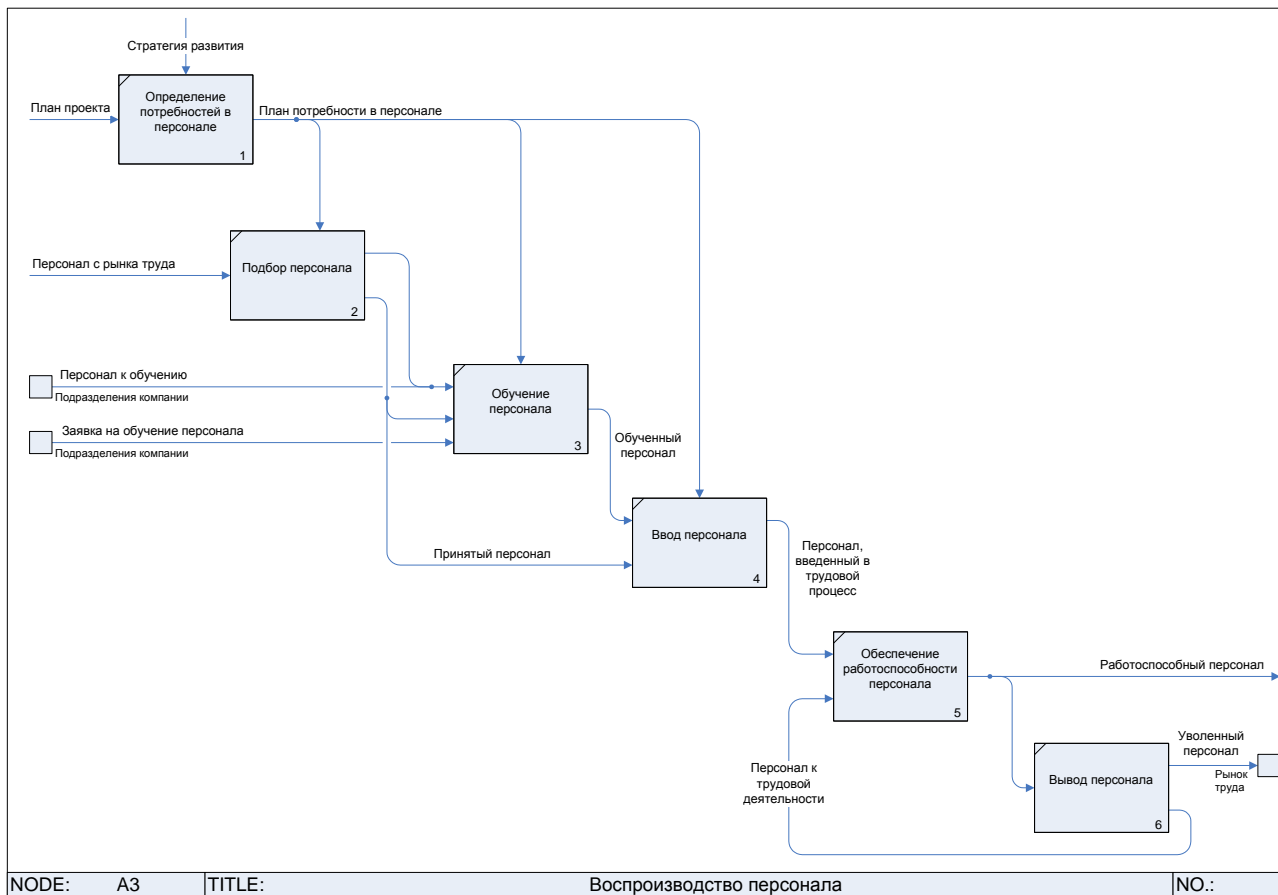 Стратегия развития
План проекта
Определение
потребностей в
персонале
1
План потребности в персонале
Персонал с рынка труда
Подбор персонала
2
Персонал к обучению
Подразделения компании
Заявка на обучение персонала
Подразделения компании
Обучение
персонала
3
Обученный
персонал
Принятый персонал
Ввод персонала
4
Персонал,
введенный в
трудовой
процесс
Обеспечение
работоспособности
персонала
5
Работоспособный персонал
Персонал к
трудовой
деятельности
Вывод персонала
6
Уволенный
персонал
Рынок
труда
NODE: A3 TITLE: Воспроизводство персонала NO.: